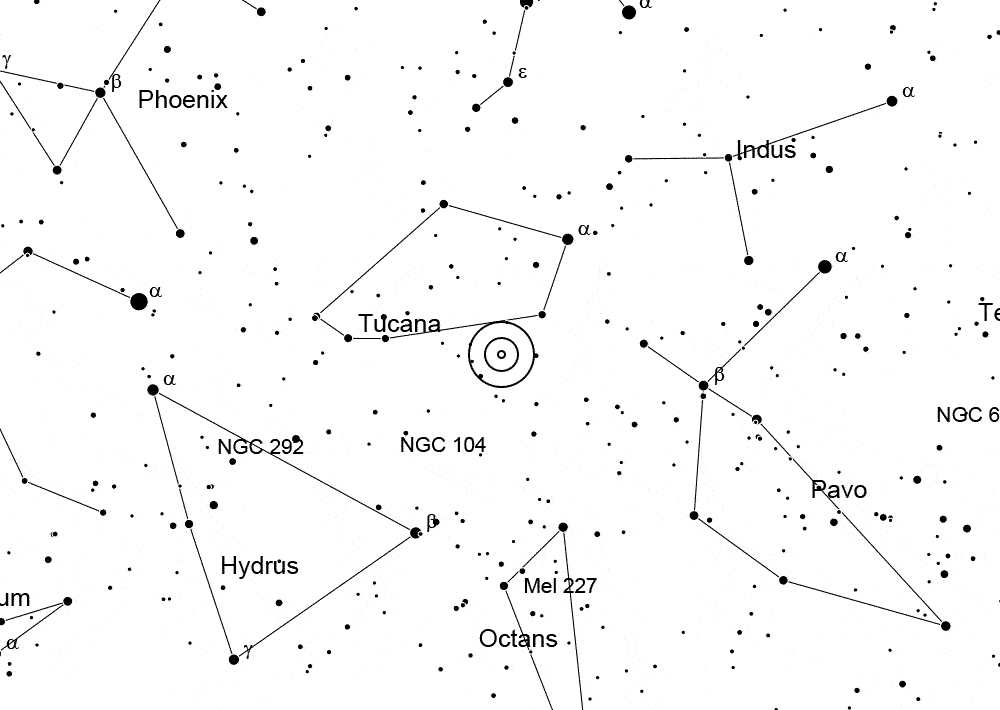 α
γ
ε
β
Phoenix
α
Indus
α
α
α
Te
Tucana
β
α
NGC 6
NGC 292
NGC 104
Pavo
β
Hydrus
Mel 227
um
Octans
α
γ